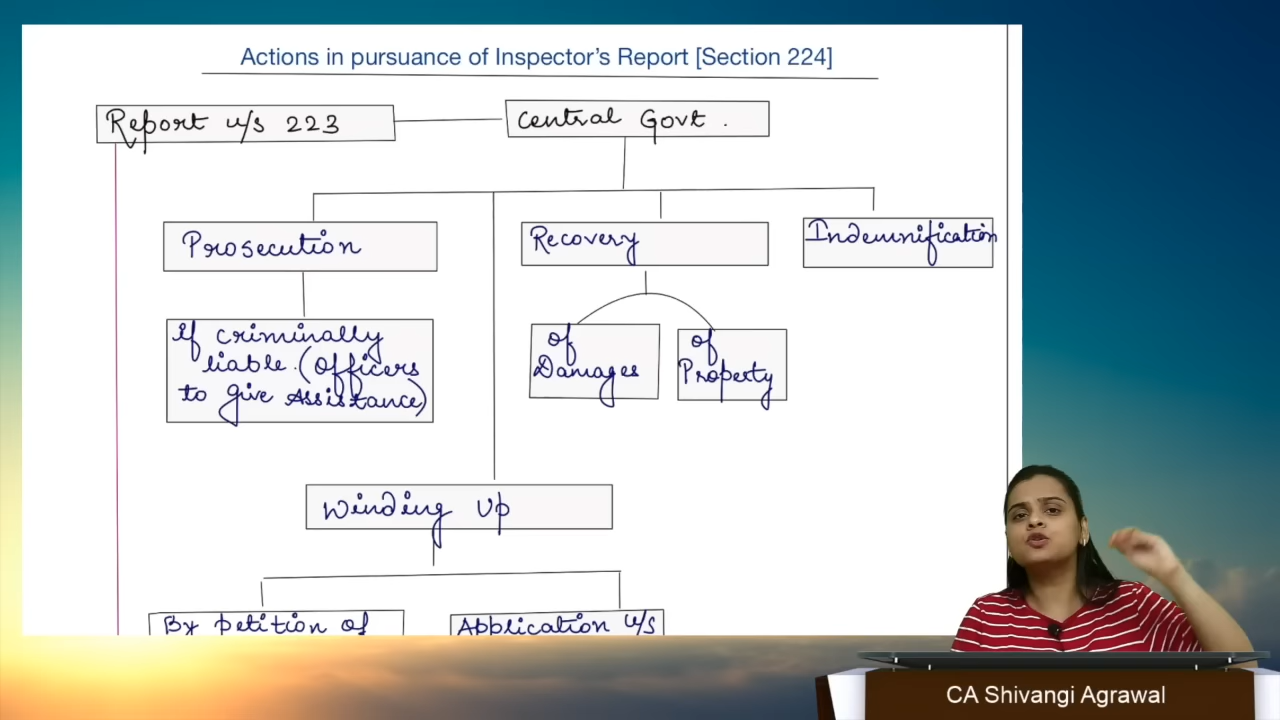 Actions in pursuance of Inspector's Report [Section 224]
Report u/s 223
Central Govt.
Prosecution
Recovery
Indemnification
If criminally
liable. (Officers
to give Assistance)
of
Damages
of
Property
Winding Up
By petition of
Application u/s
CA Shivangi Agrawal